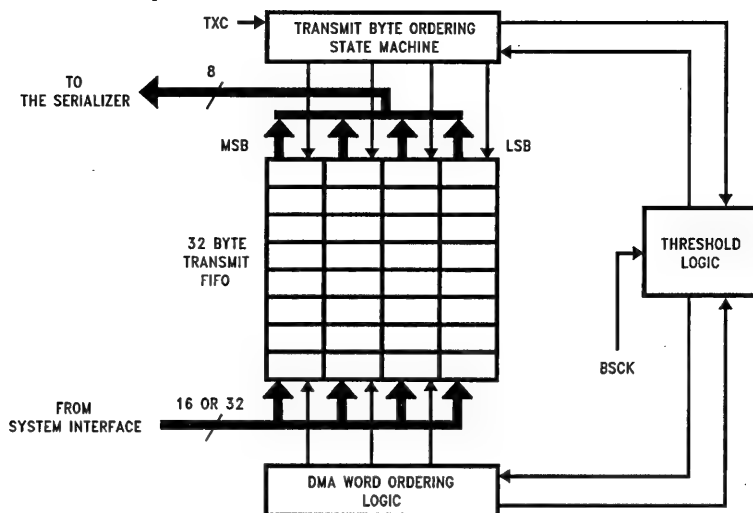 TXC
TRANSMIT BYTE ORDERING
STATE MACHINE
TO
THE SERIALIZER
8
MSB
LSB
32 BYTE
TRANSMIT
FIFO
THRESHOLD
LOGIC
BSCK
FROM
SYSTEM INTERFACE
16 OR 32
DMA WORD ORDERING
LOGIC